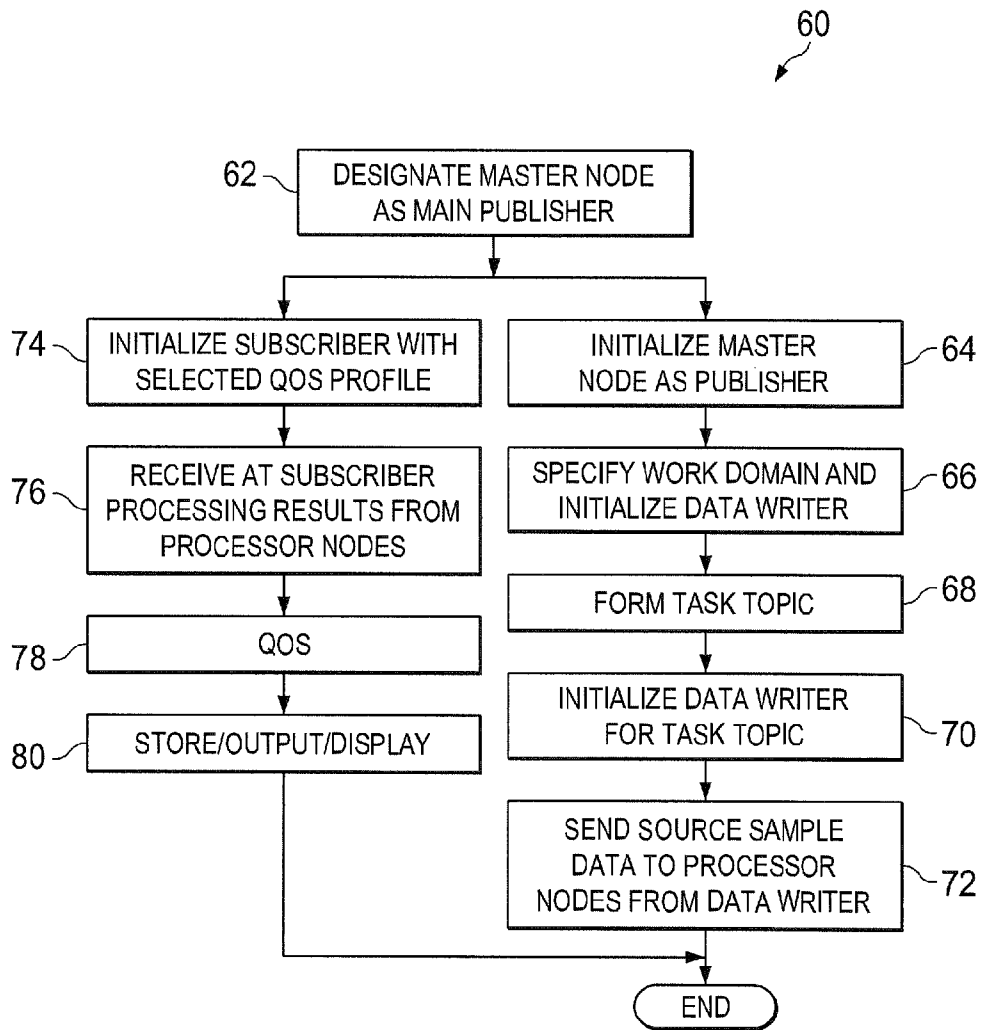 60
62
DESIGNATE MASTER NODE
AS MAIN PUBLISHER
74
INITIALIZE SUBSCRIBER WITH
SELECTED QOS PROFILE
76
RECEIVE AT SUBSCRIBER
PROCESSING RESULTS FROM
PROCESSOR NODES
78
QOS
80
STORE/OUTPUT/DISPLAY
INITIALIZE MASTER
NODE AS PUBLISHER
64
SPECIFY WORK DOMAIN AND
INITIALIZE DATA WRITER
66
FORM TASK TOPIC
68
INITIALIZE DATA WRITER
FOR TASK TOPIC
70
SEND SOURCE SAMPLE
DATA TO PROCESSOR
NODES FROM DATA WRITER
72
END